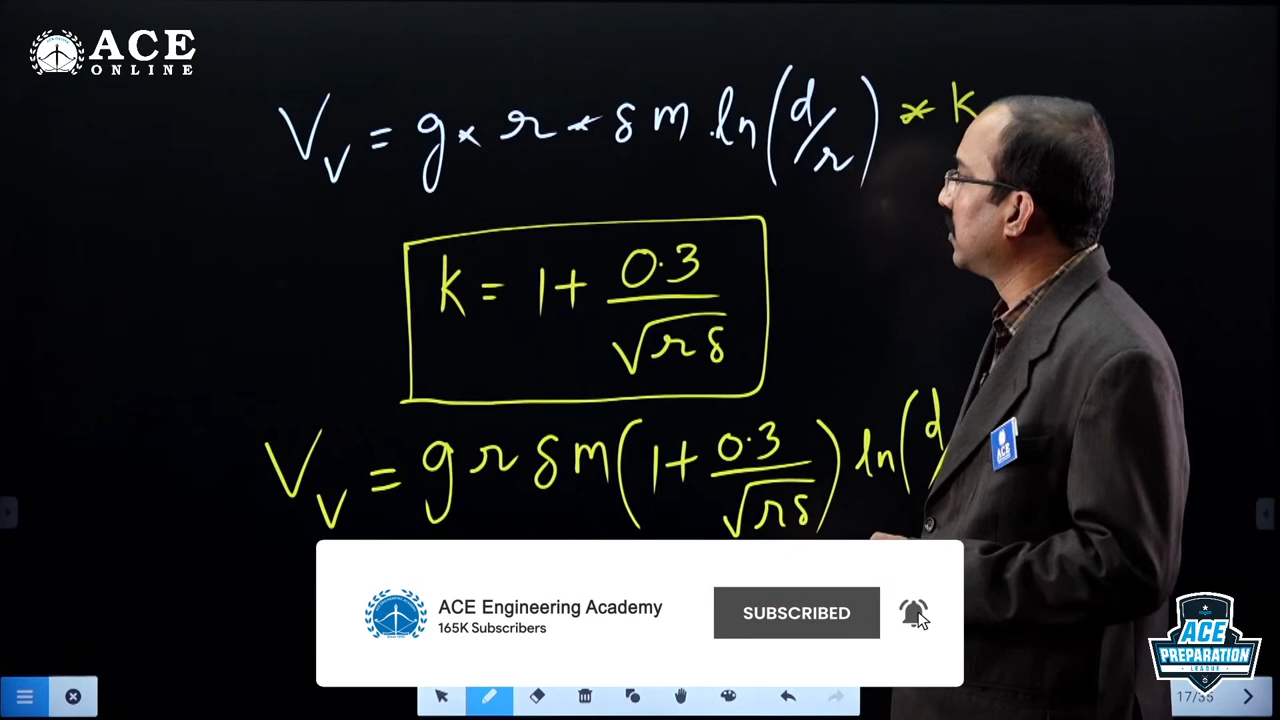 ACE
ONLINE
V_v = g * r * δ m ln(d/r) * k
k = 1 + 0.3/√rδ
V_v = g r δ m (1 + 0.3/√rδ) ln(d
ACE
ACE Engineering Academy
165K Subscribers
SUBSCRIBED
ACE
PREPARATION
LEAGUE
17/35